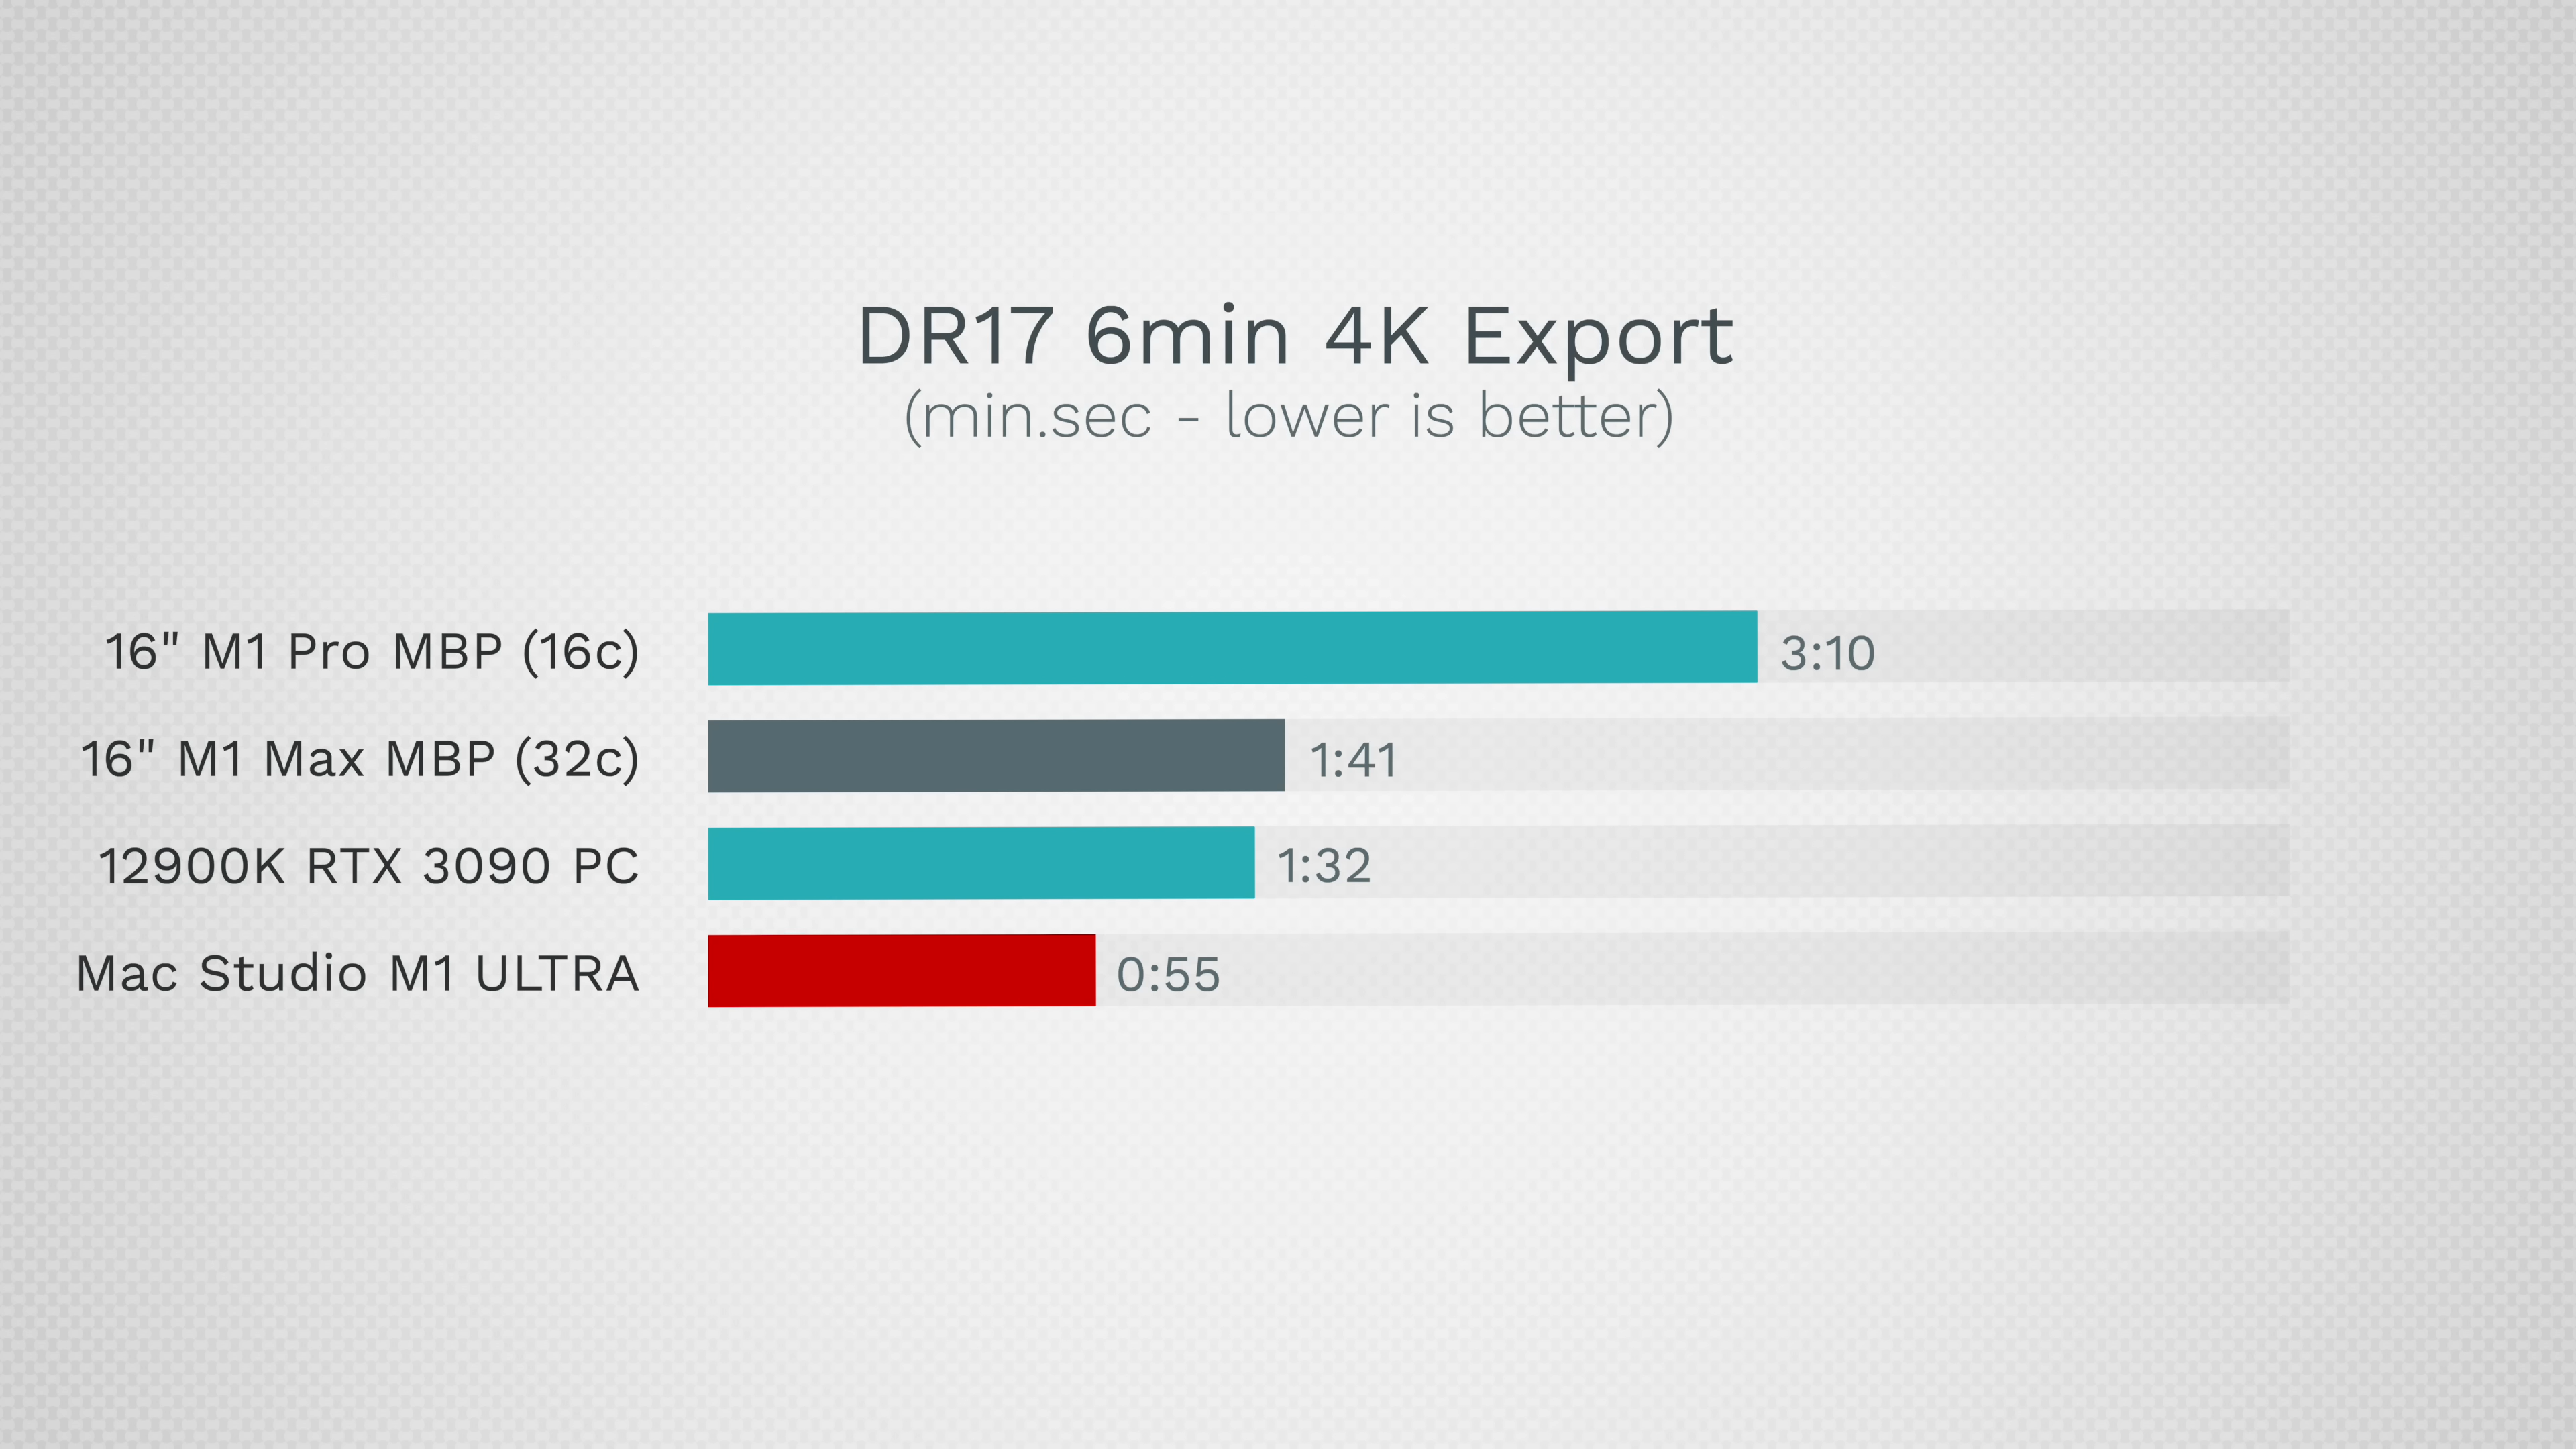 DR17 6min 4K Export
(min.sec - lower is better)
16" M1 Pro MBP (16c) 3:10
16" M1 Max MBP (32c) 1:41
12900K RTX 3090 PC 1:32
Mac Studio M1 ULTRA 0:55